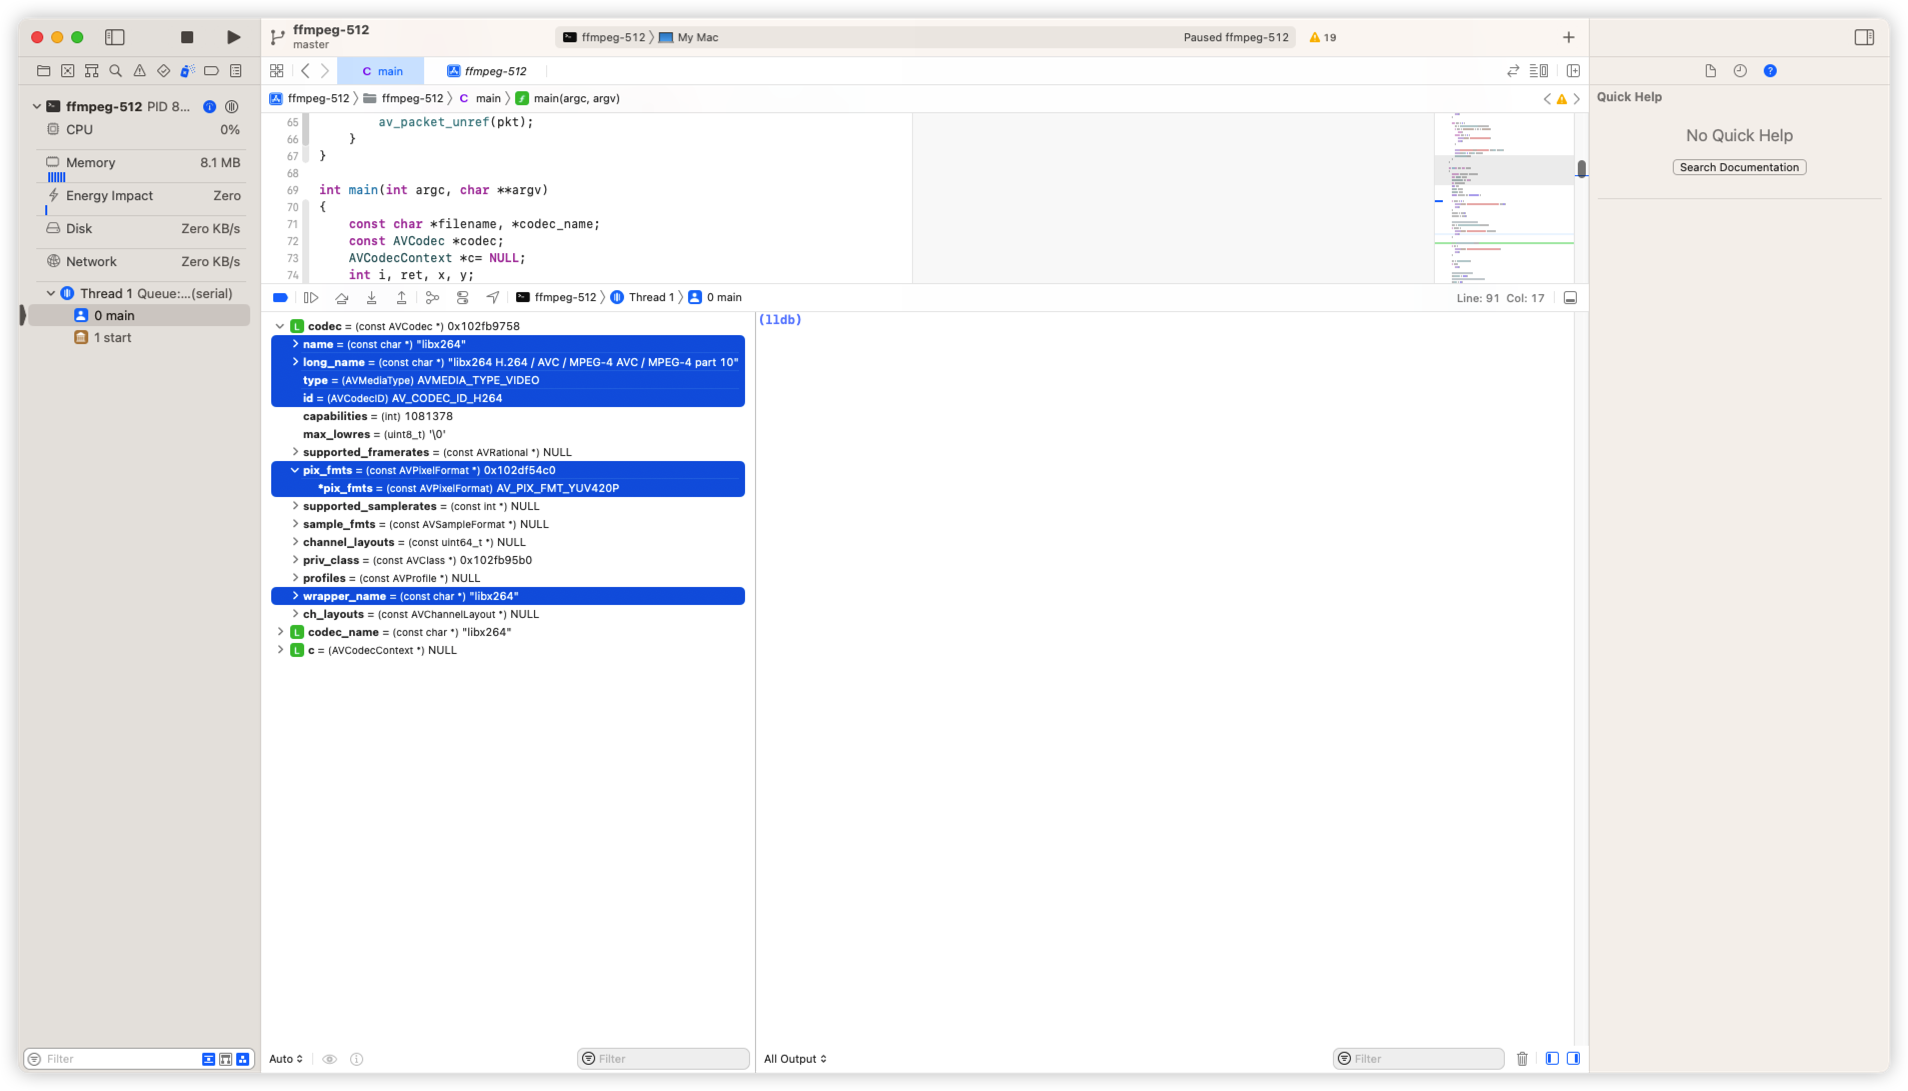 ffmpeg-512
master
ffmpeg-512 〉 My Mac
Paused ffmpeg-512
19
main
ffmpeg-512
ffmpeg-512 PID 8...
CPU 0%
Memory 8.1 MB
Energy Impact Zero
Disk Zero KB/s
Network Zero KB/s
Thread 1 Queue:...(serial)
0 main
1 start
Filter
ffmpeg-512 〉 ffmpeg-512 〉 C main 〉 main(argc, argv)
65 av_packet_unref(pkt);
66 }
67 }
68
69 int main(int argc, char **argv)
70 {
71 const char *filename, *codec_name;
72 const AVCodec *codec;
73 AVCodecContext *c= NULL;
74 int i, ret, x, y;
ffmpeg-512 〉 Thread 1 〉 0 main
Line: 91 Col: 17
L codec = (const AVCodec *) 0x102fb9758
name = (const char *) "libx264"
long_name = (const char *) "libx264 H.264 / AVC / MPEG-4 AVC / MPEG-4 part 10"
type = (AVMediaType) AVMEDIA_TYPE_VIDEO
id = (AVCodecID) AV_CODEC_ID_H264
capabilities = (int) 1081378
max_lowres = (uint8_t) '\0'
supported_framerates = (const AVRational *) NULL
pix_fmts = (const AVPixelFormat *) 0x102df54c0
*pix_fmts = (const AVPixelFormat) AV_PIX_FMT_YUV420P
supported_samplerates = (const int *) NULL
sample_fmts = (const AVSampleFormat *) NULL
channel_layouts = (const uint64_t *) NULL
priv_class = (const AVClass *) 0x102fb95b0
profiles = (const AVProfile *) NULL
wrapper_name = (const char *) "libx264"
ch_layouts = (const AVChannelLayout *) NULL
L codec_name = (const char *) "libx264"
L c = (AVCodecContext *) NULL
Auto
Filter
(lldb)
All Output
Filter
Quick Help
No Quick Help
Search Documentation